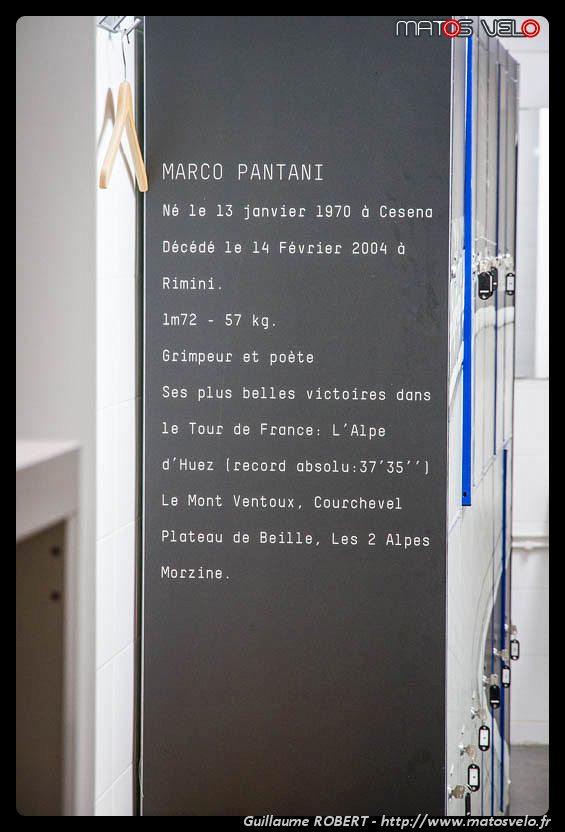 MATOS VELO
MARCO PANTANI
Né le 13 janvier 1970 à Cesena
Décédé le 14 Février 2004 à
Rimini.
1m72 - 57 kg.
Grimpeur et poète
Ses plus belles victoires dans
le Tour de France: L'Alpe
d'Huez (record absolu:37'35'')
Le Mont Ventoux, Courchevel
Plateau de Beille, Les 2 Alpes
Morzine.
Guillaume ROBERT - http://www.matosvelo.fr